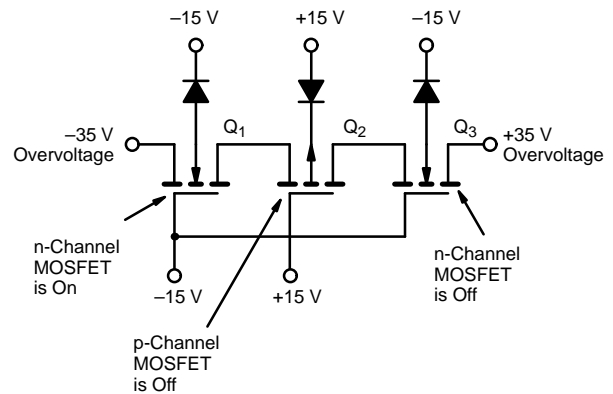 –15 V
+15 V
–15 V
–35 V
Overvoltage
Q1
Q2
Q3
+35 V
Overvoltage
n-Channel
MOSFET
is On
–15 V
+15 V
n-Channel
MOSFET
is Off
p-Channel
MOSFET
is Off